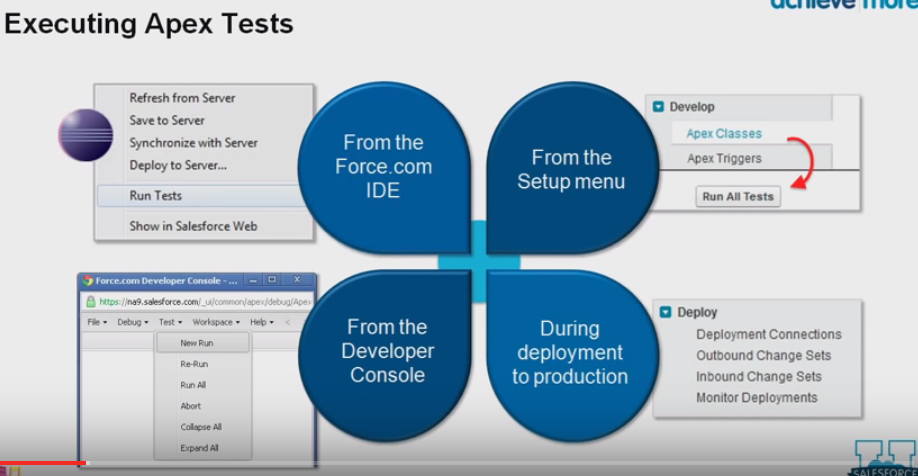 achieve more
Executing Apex Tests
Refresh from Server
Save to Server
Synchronize with Server
Deploy to Server...
Run Tests
Show in Salesforce Web
From the
Force.com
IDE
From the
Setup menu
Develop
Apex Classes
Apex Triggers
Run All Tests
Force.com Developer Console - ...
https://na9.salesforce.com/_ui/common/apex/debug/Apex
File Debug Test Workspace Help <
New Run
Re-Run
Run All
Abort
Collapse All
Expand All
From the
Developer
Console
During
deployment
to production
Deploy
Deployment Connections
Outbound Change Sets
Inbound Change Sets
Monitor Deployments
SALESFORCE